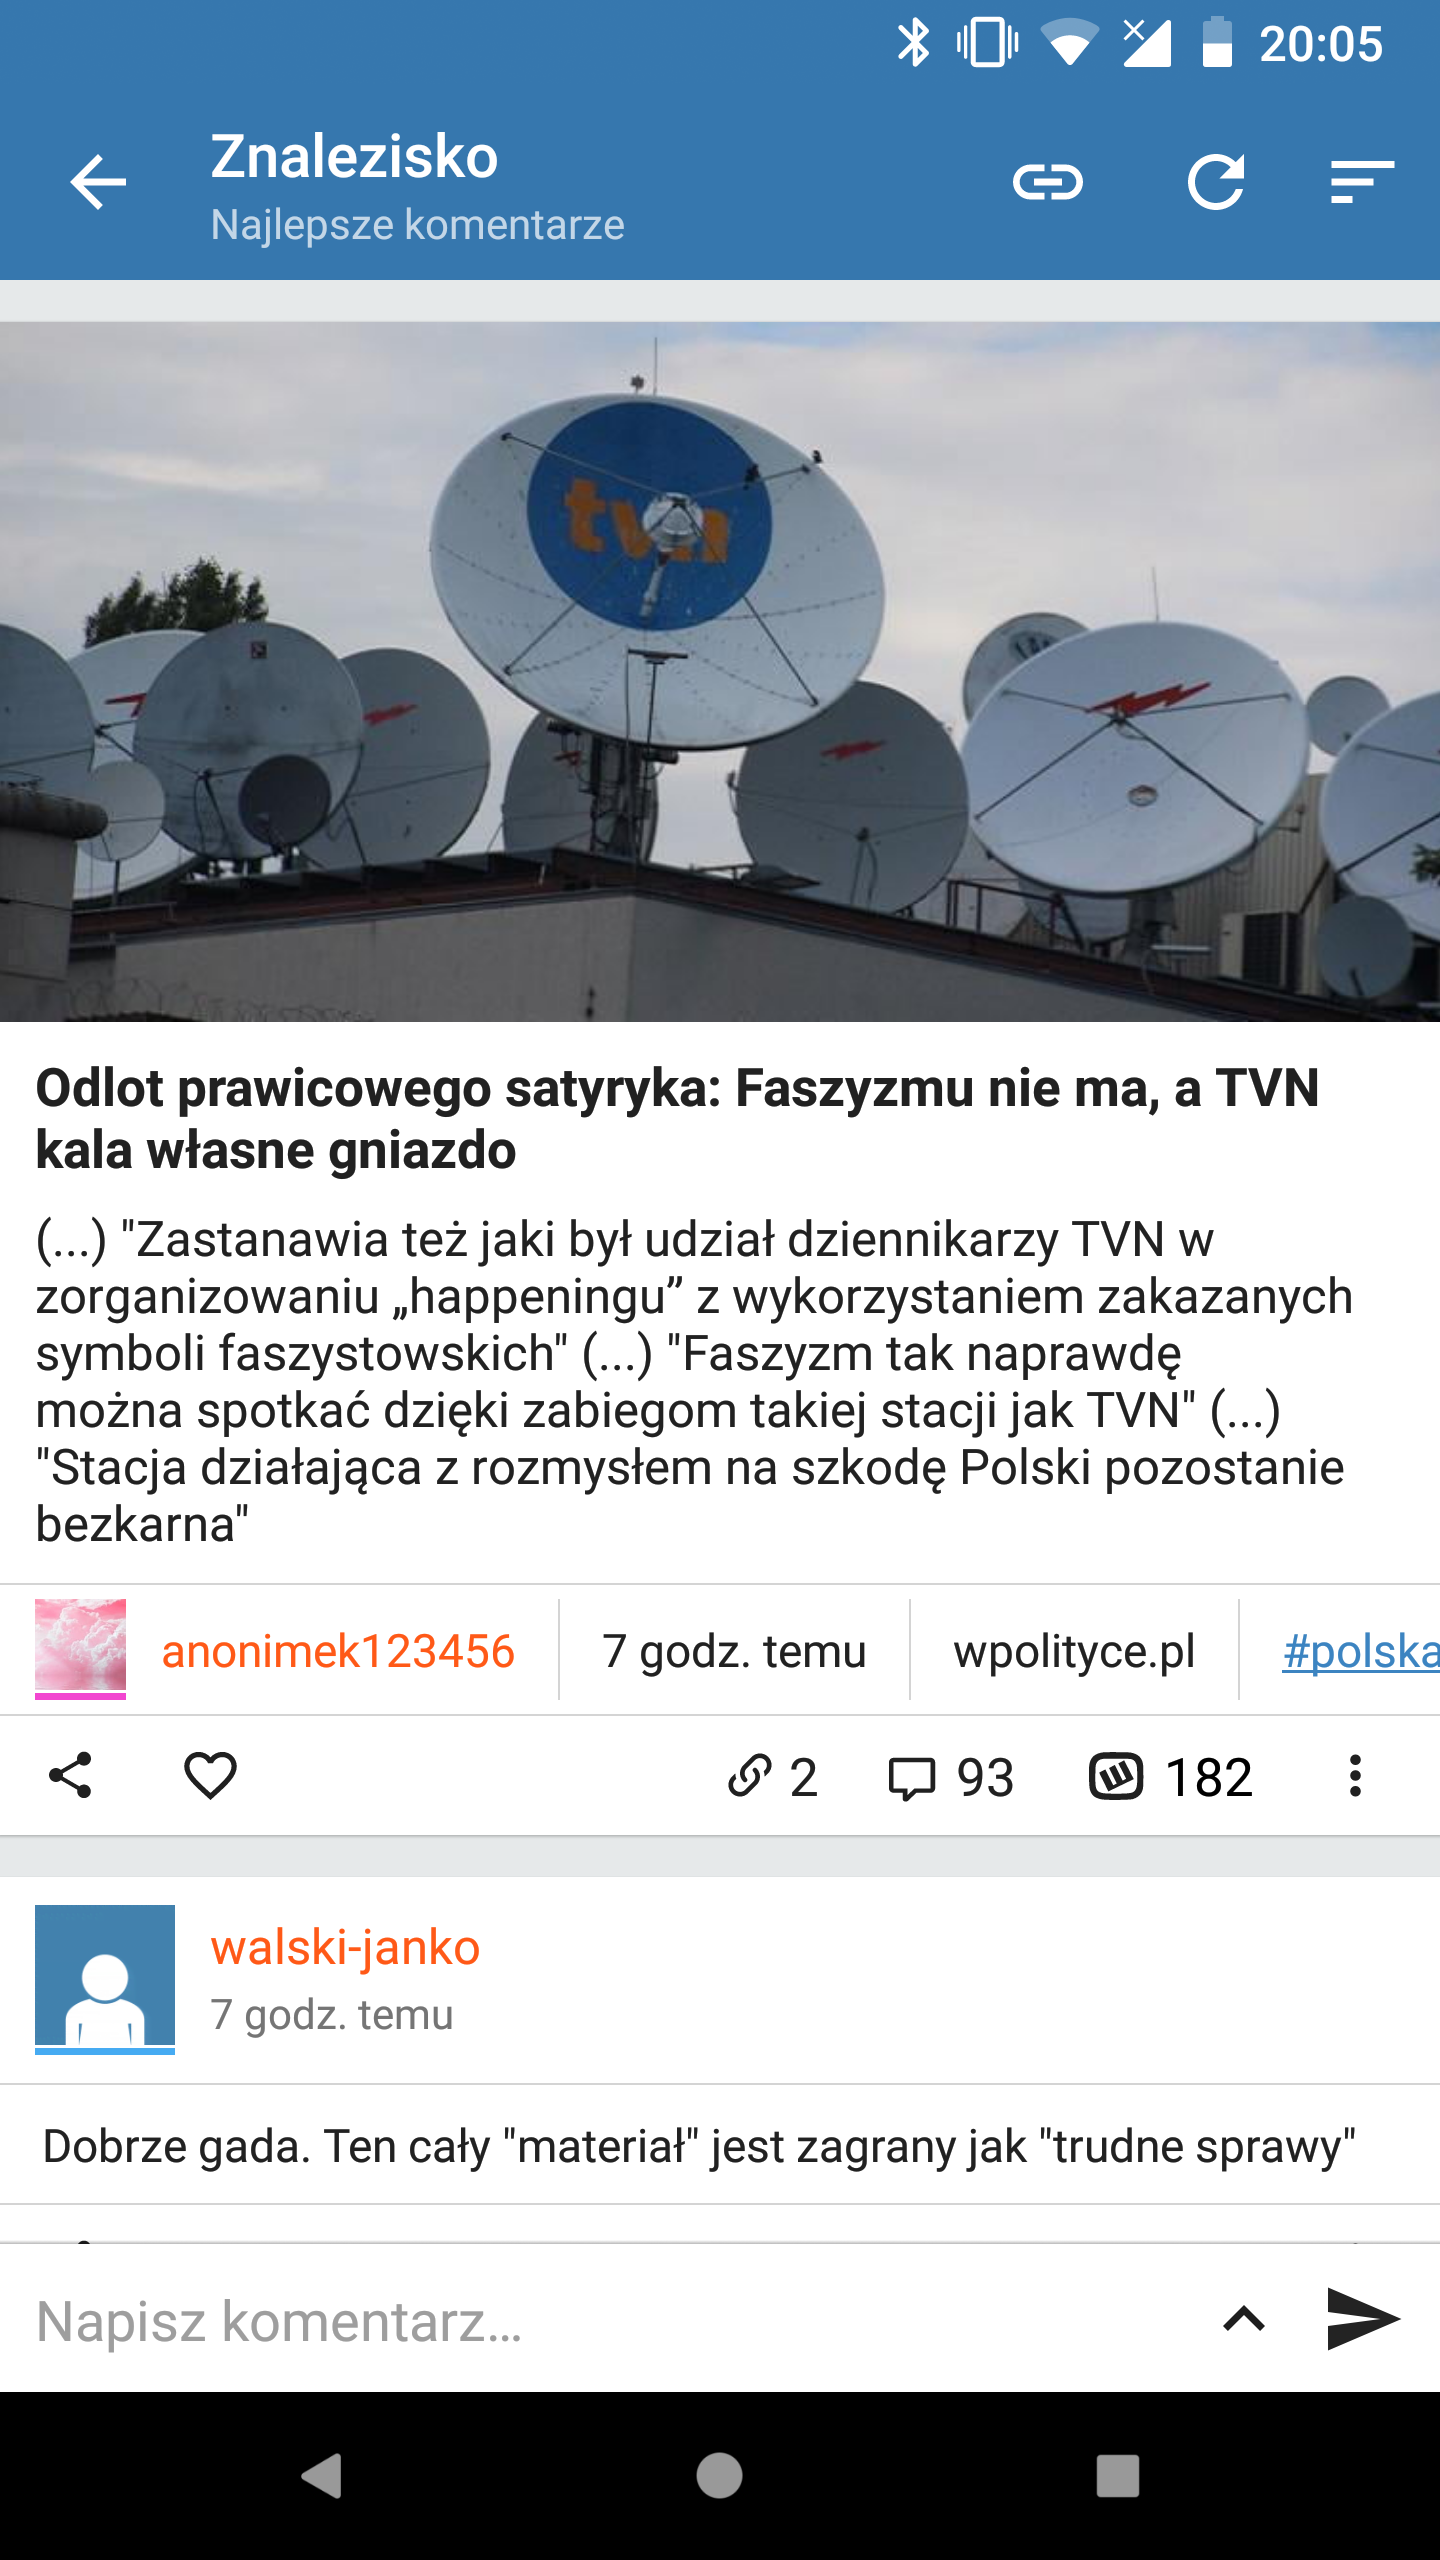 20:05
Znalezisko
Najlepsze komentarze
tvn
Odlot prawicowego satyryka: Faszyzmu nie ma, a TVN
kala własne gniazdo
(...) "Zastanawia też jaki był udział dziennikarzy TVN w
zorganizowaniu „happeningu” z wykorzystaniem zakazanych
symboli faszystowskich" (...) "Faszyzm tak naprawdę
można spotkać dzięki zabiegom takiej stacji jak TVN" (...)
"Stacja działająca z rozmysłem na szkodę Polski pozostanie
bezkarna"
anonimek123456 7 godz. temu wpolityce.pl #polska
2 93 182
walski-janko
7 godz. temu
Dobrze gada. Ten cały "materiał" jest zagrany jak "trudne sprawy"
Napisz komentarz...